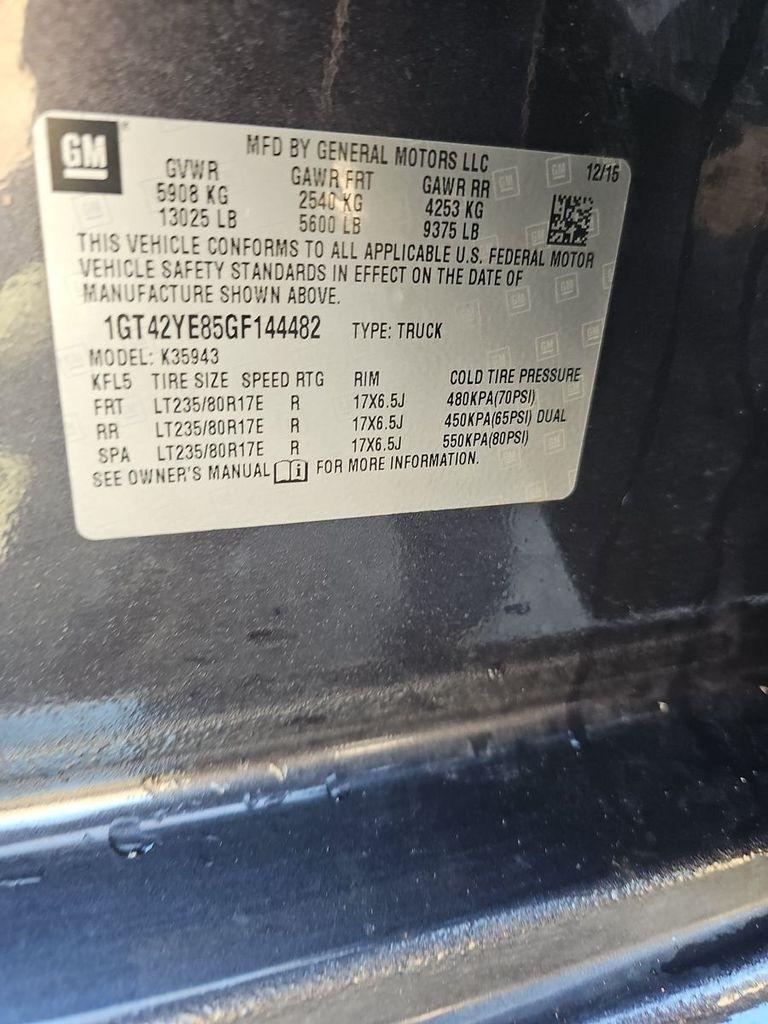 GM
MFD BY GENERAL MOTORS LLC
12/15
GVWR GAWR FRT GAWR RR
5908 KG 2540 KG 4253 KG
13025 LB 5600 LB 9375 LB
THIS VEHICLE CONFORMS TO ALL APPLICABLE U.S. FEDERAL MOTOR
VEHICLE SAFETY STANDARDS IN EFFECT ON THE DATE OF
MANUFACTURE SHOWN ABOVE.
1GT42YE85GF144482 TYPE: TRUCK
MODEL: K35943
KFL5 TIRE SIZE SPEED RTG RIM COLD TIRE PRESSURE
FRT LT235/80R17E R 17X6.5J 480KPA(70PSI)
RR LT235/80R17E R 17X6.5J 450KPA(65PSI) DUAL
SPA LT235/80R17E R 17X6.5J 550KPA(80PSI)
SEE OWNER'S MANUAL i FOR MORE INFORMATION.